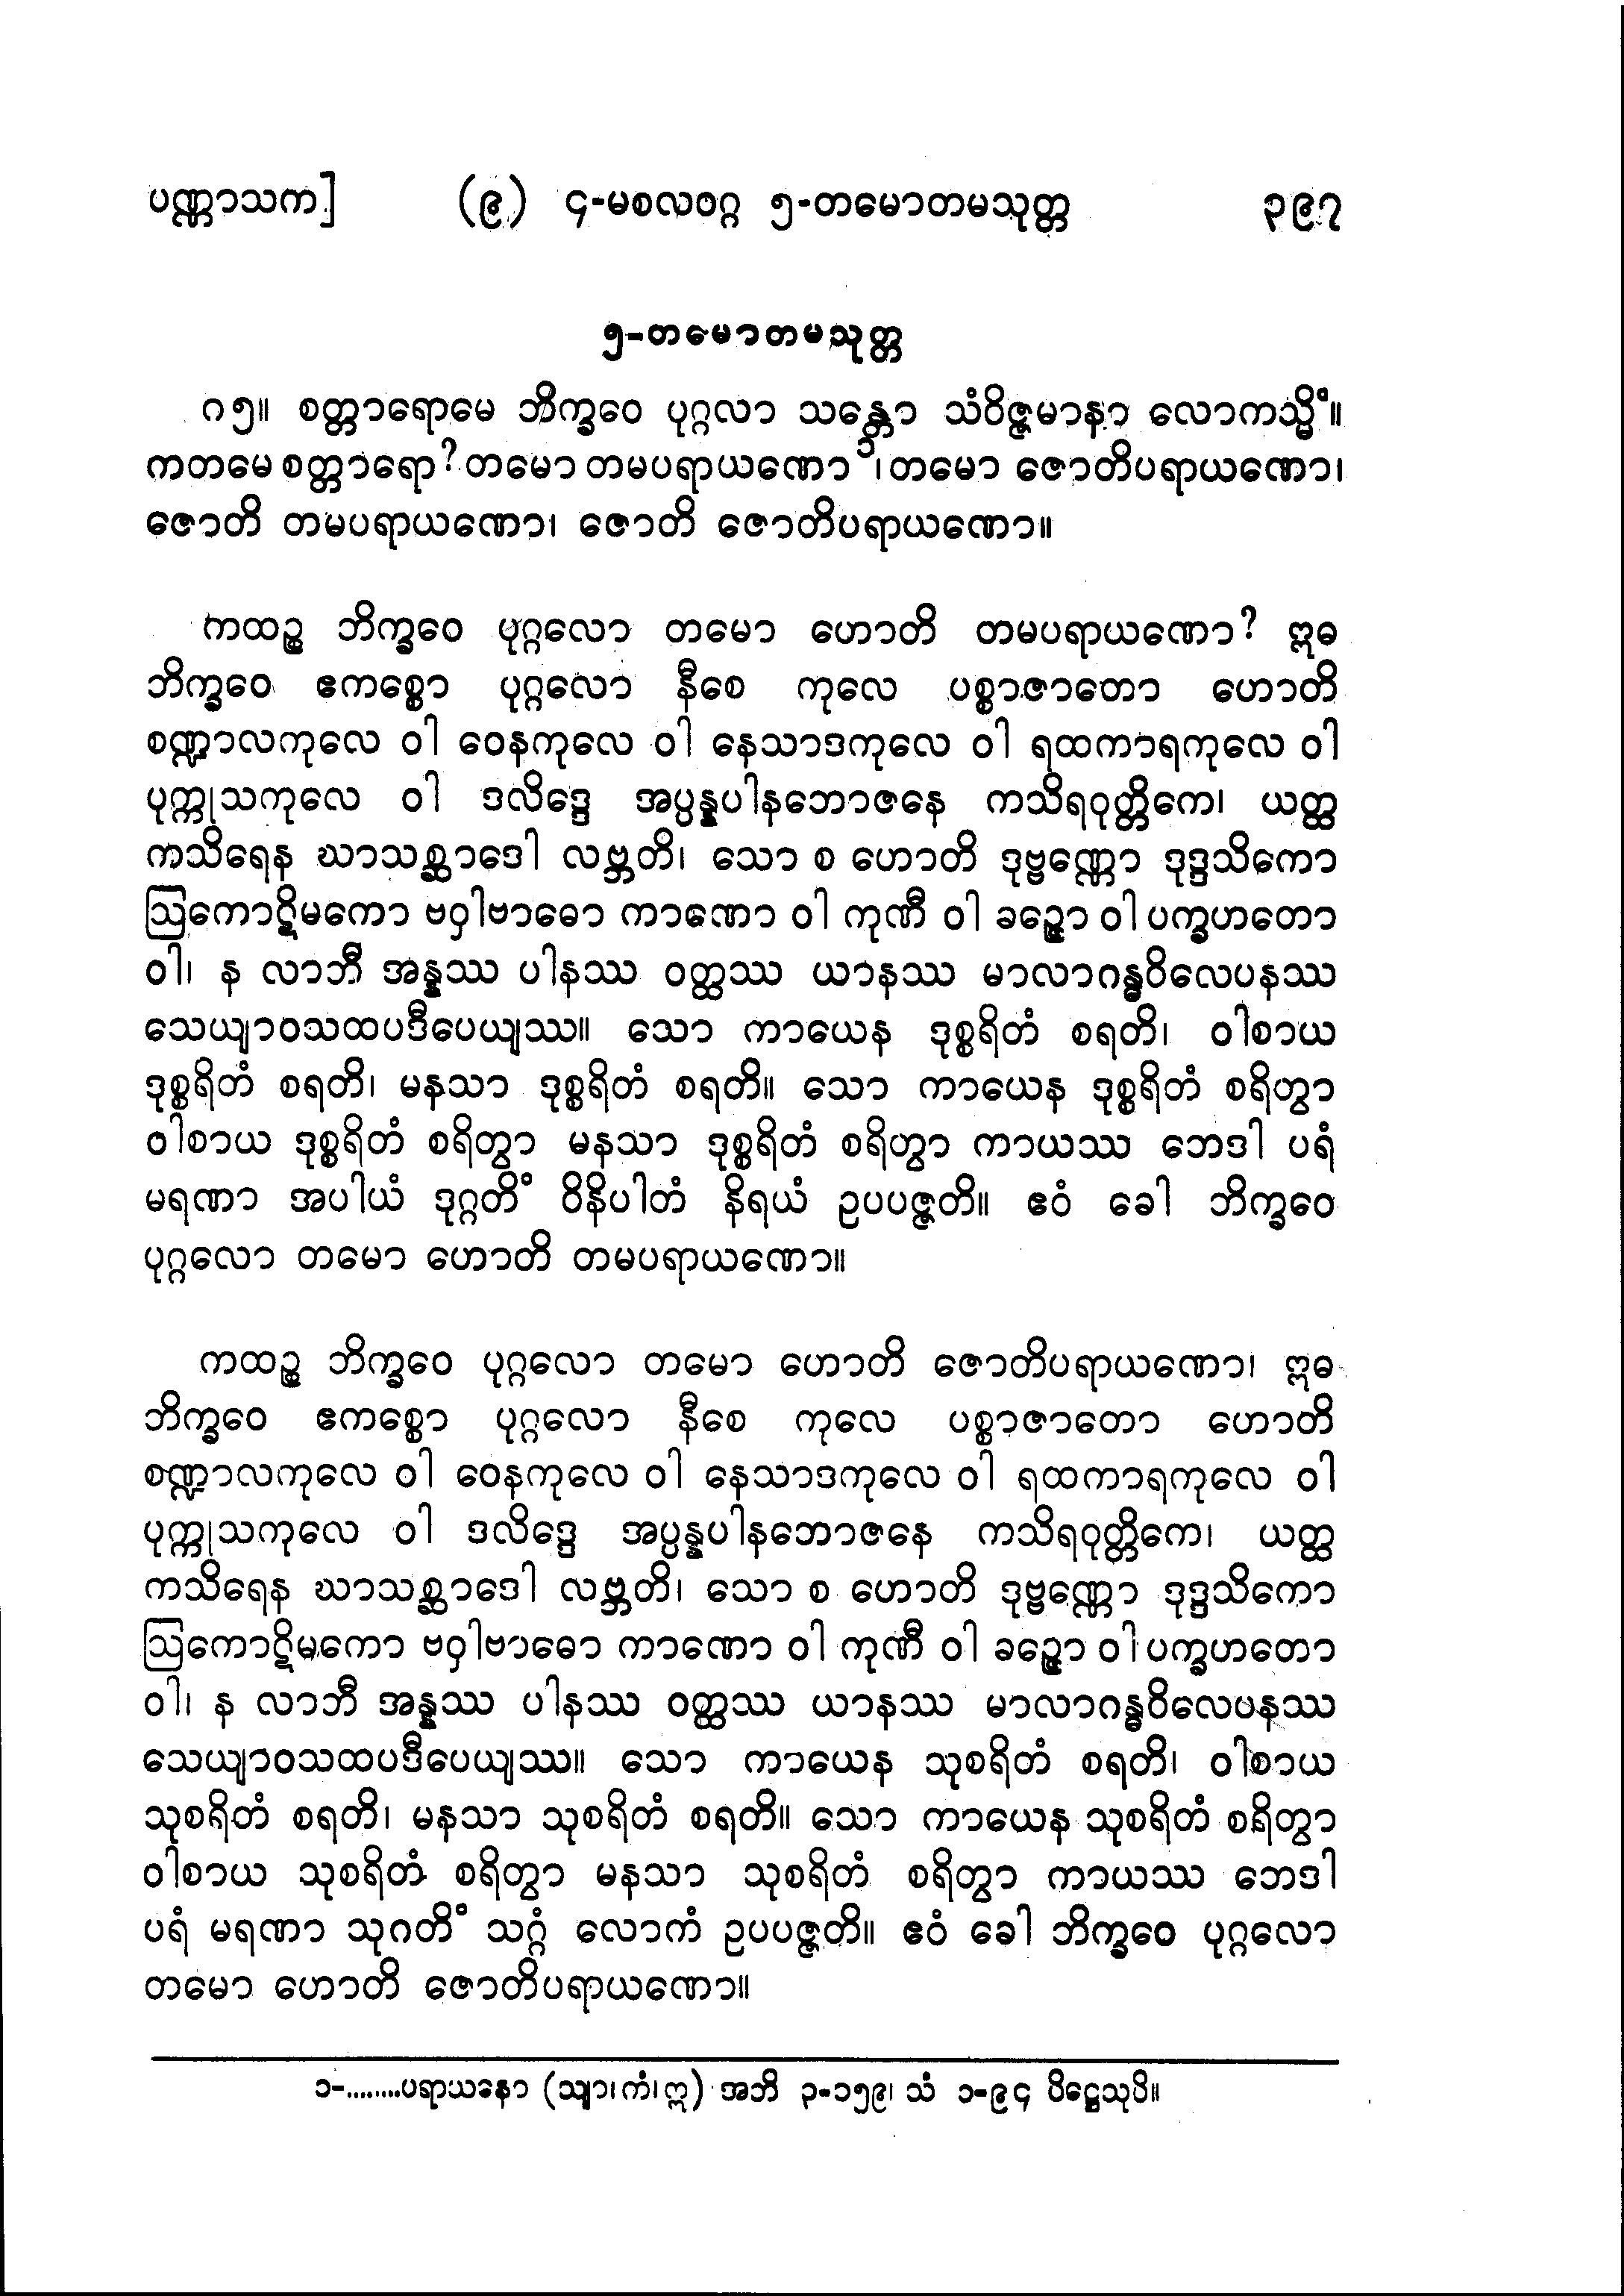 ပဏ္ဏာသက] (၉) ၄-မစလဝဂ္ဂ ၅-တမောတမသုတ္တ ၃၉၇
၅-တမောတမသုတ္တ
ဂ၅။ စတ္တာရောမေ ဘိက္ခဝေ ပုဂ္ဂလာ သန္တော သံဝိဇ္ဇမာနာ လောကသ္မိံ။
ကတမေ စတ္တာရော? တမော တမပရာယဏော ၁၊ တမော ဇောတိပရာယဏော၊
ဇောတိ တမပရာယဏော၊ ဇောတိ ဇောတိပရာယဏော။
ကထဉ္စ ဘိက္ခဝေ ပုဂ္ဂလော တမော ဟောတိ တမပရာယဏော? ဣဓ
ဘိက္ခဝေ ဧကစ္စော ပုဂ္ဂလော နီစေ ကုလေ ပစ္စာဇာတော ဟောတိ
စဏ္ဍာလကုလေ ဝါ ဝေနကုလေ ဝါ နေသာဒကုလေ ဝါ ရထကာရကုလေ ဝါ
ပုက္ကုသကုလေ ဝါ ဒလိဒ္ဒေ အပ္ပန္နပါနဘောဇနေ ကသိရဝုတ္တိကေ၊ ယတ္ထ
ကသိရေန ဃာသစ္ဆာဒေါ လဗ္ဘတိ၊ သော စ ဟောတိ ဒုဗ္ဗဏ္ဏော ဒုဒ္ဒသိကော
ဩကောဋိမကော ဗဝှါဗာဓော ကာဏော ဝါ ကုဏီ ဝါ ခဉ္ဇော ဝါ ပက္ခဟတော
ဝါ၊ န လာဘီ အန္နဿ ပါနဿ ဝတ္ထဿ ယာနဿ မာလာဂန္ဓဝိလေပနဿ
သေယျာဝသထပဒီပေယျဿ။ သော ကာယေန ဒုစ္စရိတံ စရတိ၊ ဝါစာယ
ဒုစ္စရိတံ စရတိ၊ မနသာ ဒုစ္စရိတံ စရတိ။ သော ကာယေန ဒုစ္စရိတံ စရိတွာ
ဝါစာယ ဒုစ္စရိတံ စရိတွာ မနသာ ဒုစ္စရိတံ စရိတွာ ကာယဿ ဘေဒါ ပရံ
မရဏာ အပါယံ ဒုဂ္ဂတိံ ဝိနိပါတံ နိရယံ ဥပပဇ္ဇတိ။ ဧဝံ ခေါ ဘိက္ခဝေ
ပုဂ္ဂလော တမော ဟောတိ တမပရာယဏော။
ကထဉ္စ ဘိက္ခဝေ ပုဂ္ဂလော တမော ဟောတိ ဇောတိပရာယဏော၊ ဣဓ
ဘိက္ခဝေ ဧကစ္စော ပုဂ္ဂလော နီစေ ကုလေ ပစ္စာဇာတော ဟောတိ
စဏ္ဍာလကုလေ ဝါ ဝေနကုလေ ဝါ နေသာဒကုလေ ဝါ ရထကာရကုလေ ဝါ
ပုက္ကုသကုလေ ဝါ ဒလိဒ္ဒေ အပ္ပန္နပါနဘောဇနေ ကသိရဝုတ္တိကေ၊ ယတ္ထ
ကသိရေန ဃာသစ္ဆာဒေါ လဗ္ဘတိ၊ သော စ ဟောတိ ဒုဗ္ဗဏ္ဏော ဒုဒ္ဒသိကော
ဩကောဋိမကော ဗဝှါဗာဓော ကာဏော ဝါ ကုဏီ ဝါ ခဉ္ဇော ဝါ ပက္ခဟတော
ဝါ၊ န လာဘီ အန္နဿ ပါနဿ ဝတ္ထဿ ယာနဿ မာလာဂန္ဓဝိလေပနဿ
သေယျာဝသထပဒီပေယျဿ။ သော ကာယေန သုစရိတံ စရတိ၊ ဝါစာယ
သုစရိတံ စရတိ၊ မနသာ သုစရိတံ စရတိ။ သော ကာယေန သုစရိတံ စရိတွာ
ဝါစာယ သုစရိတံ စရိတွာ မနသာ သုစရိတံ စရိတွာ ကာယဿ ဘေဒါ
ပရံ မရဏာ သုဂတိံ သဂ္ဂံ လောကံ ဥပပဇ္ဇတိ။ ဧဝံ ခေါ ဘိက္ခဝေ ပုဂ္ဂလော
တမော ဟောတိ ဇောတိပရာယဏော။
၁-........ပရာယနော (သျာ၊ကံ၊ဣ) အဘိ ၃-၁၅၉၊ သံ ၁-၉၄ ပိဋ္ဌေသုပိ။